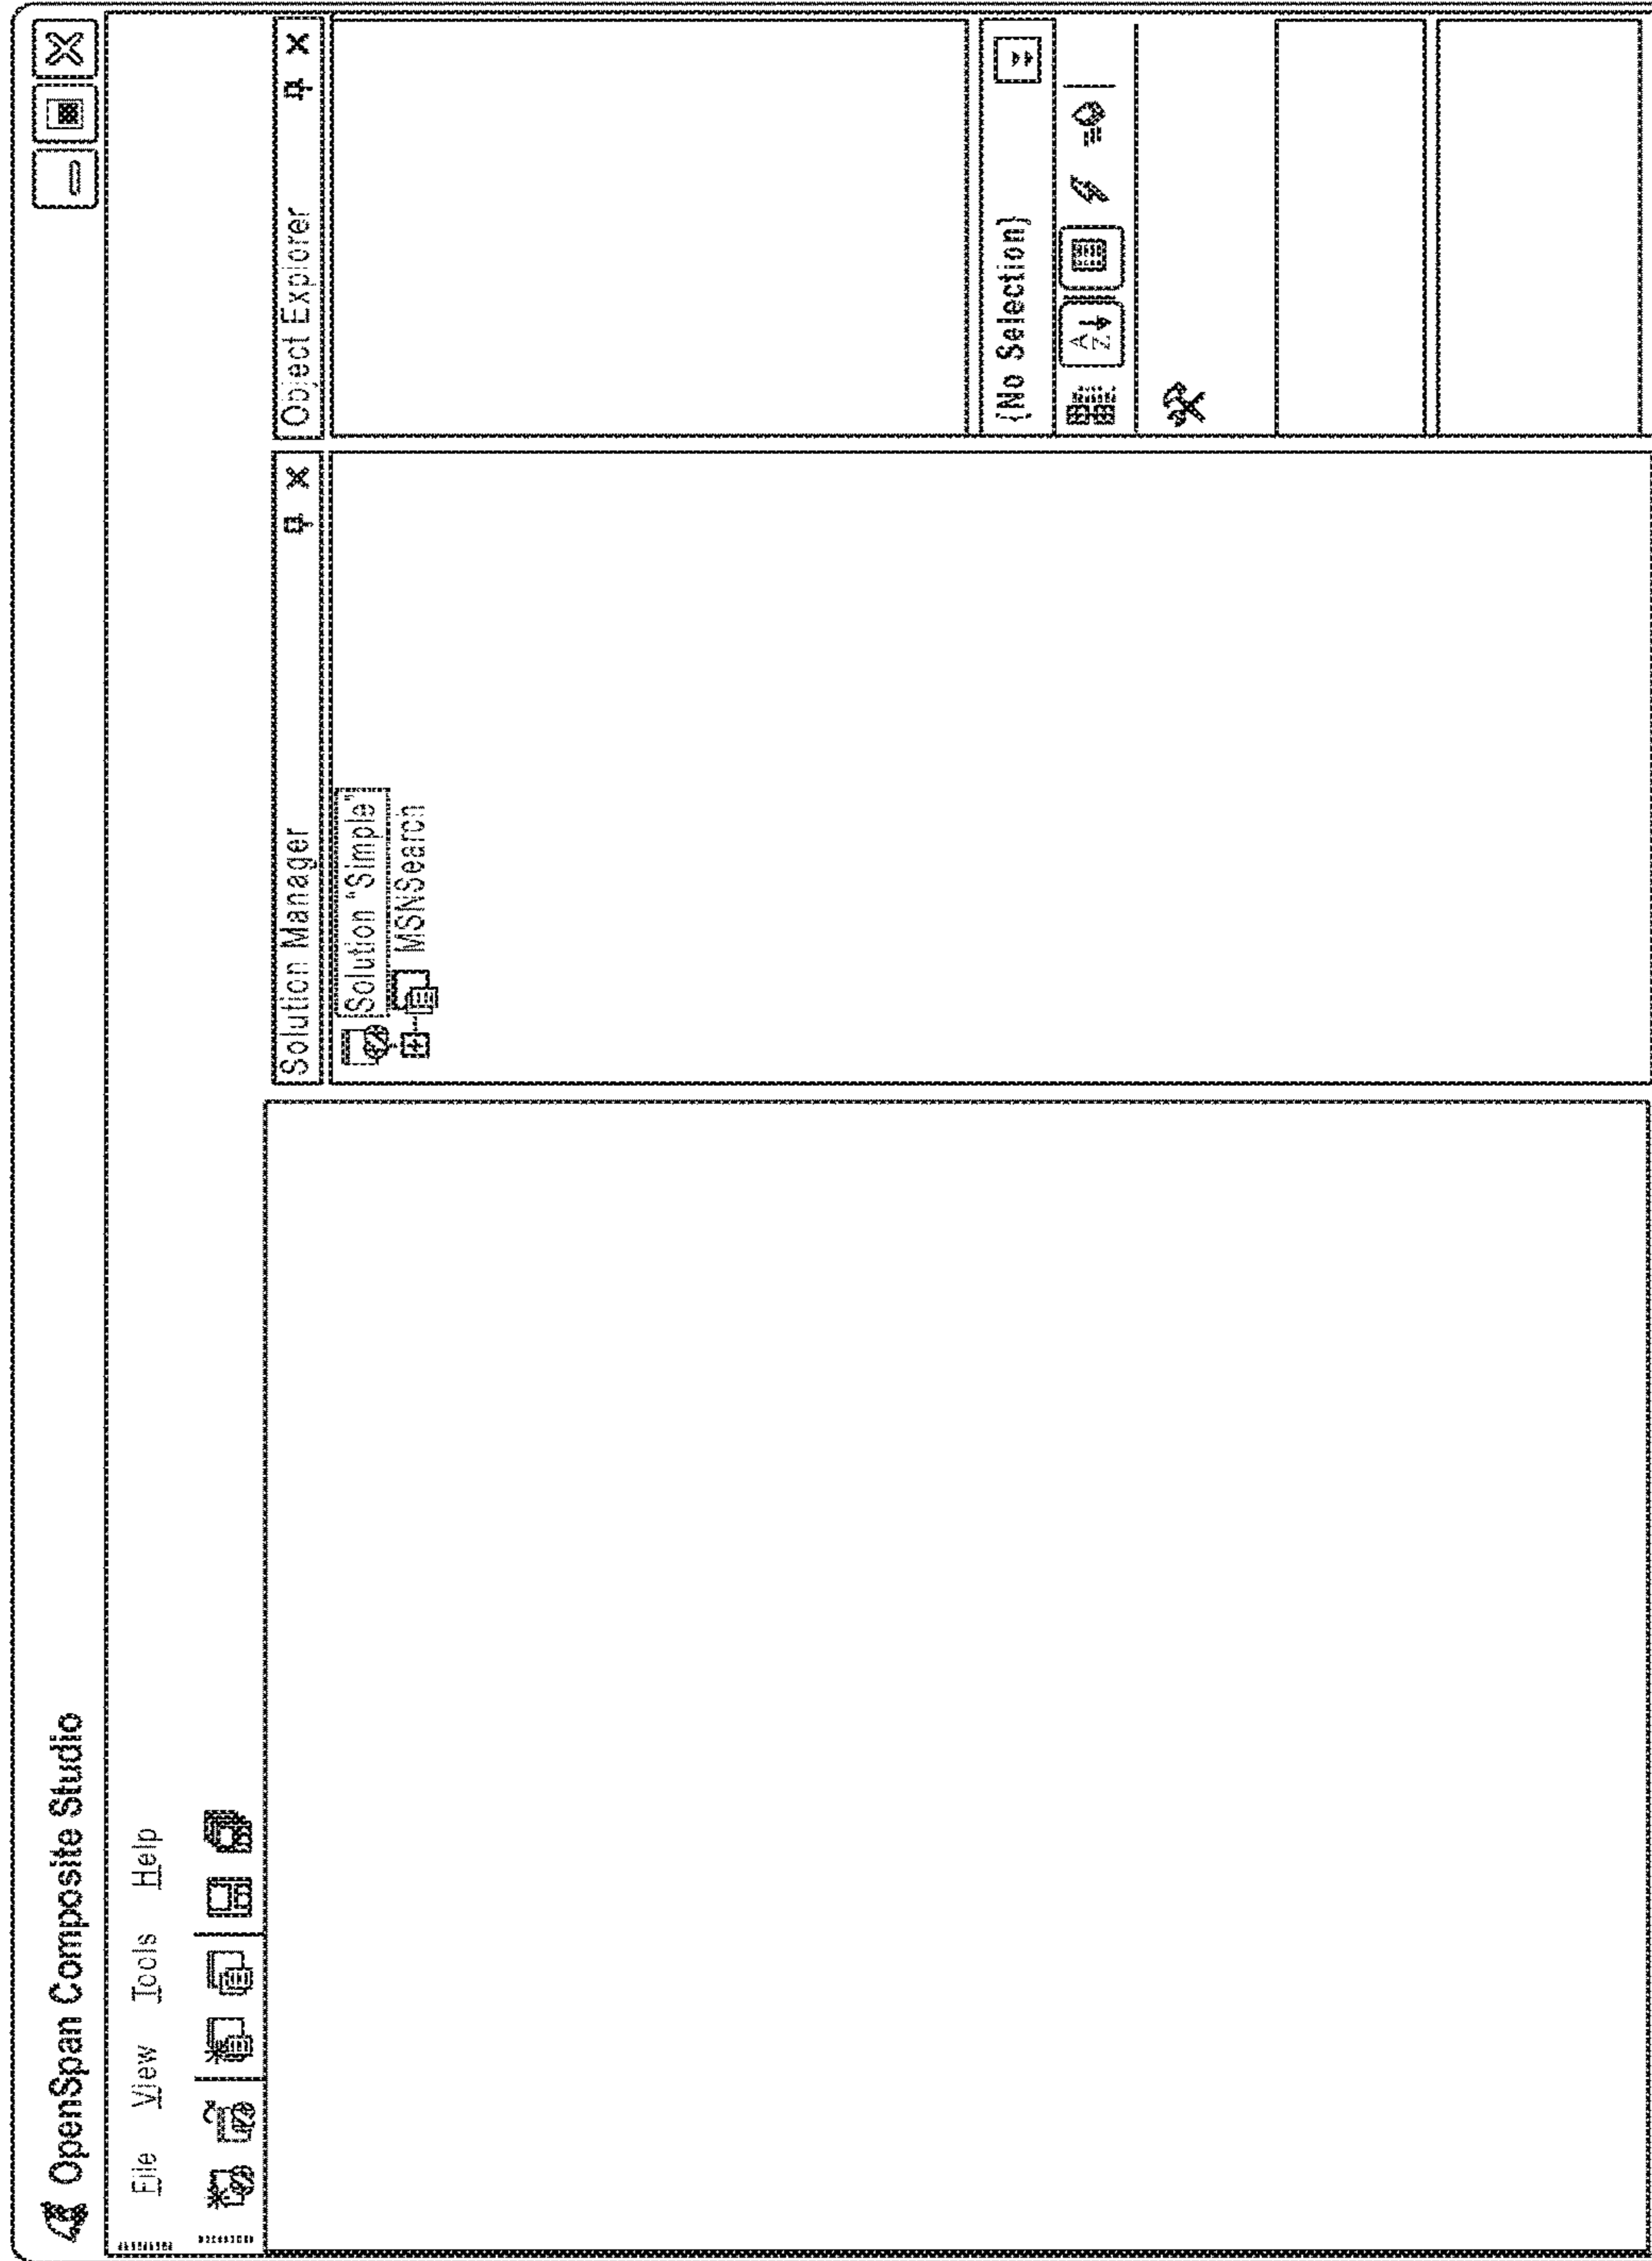 OpenSpan Composite Studio
File View Tools Help
Solution Manager
Solution "Simple"
MSNSearch
Object Explorer
(No Selection)
A
Z